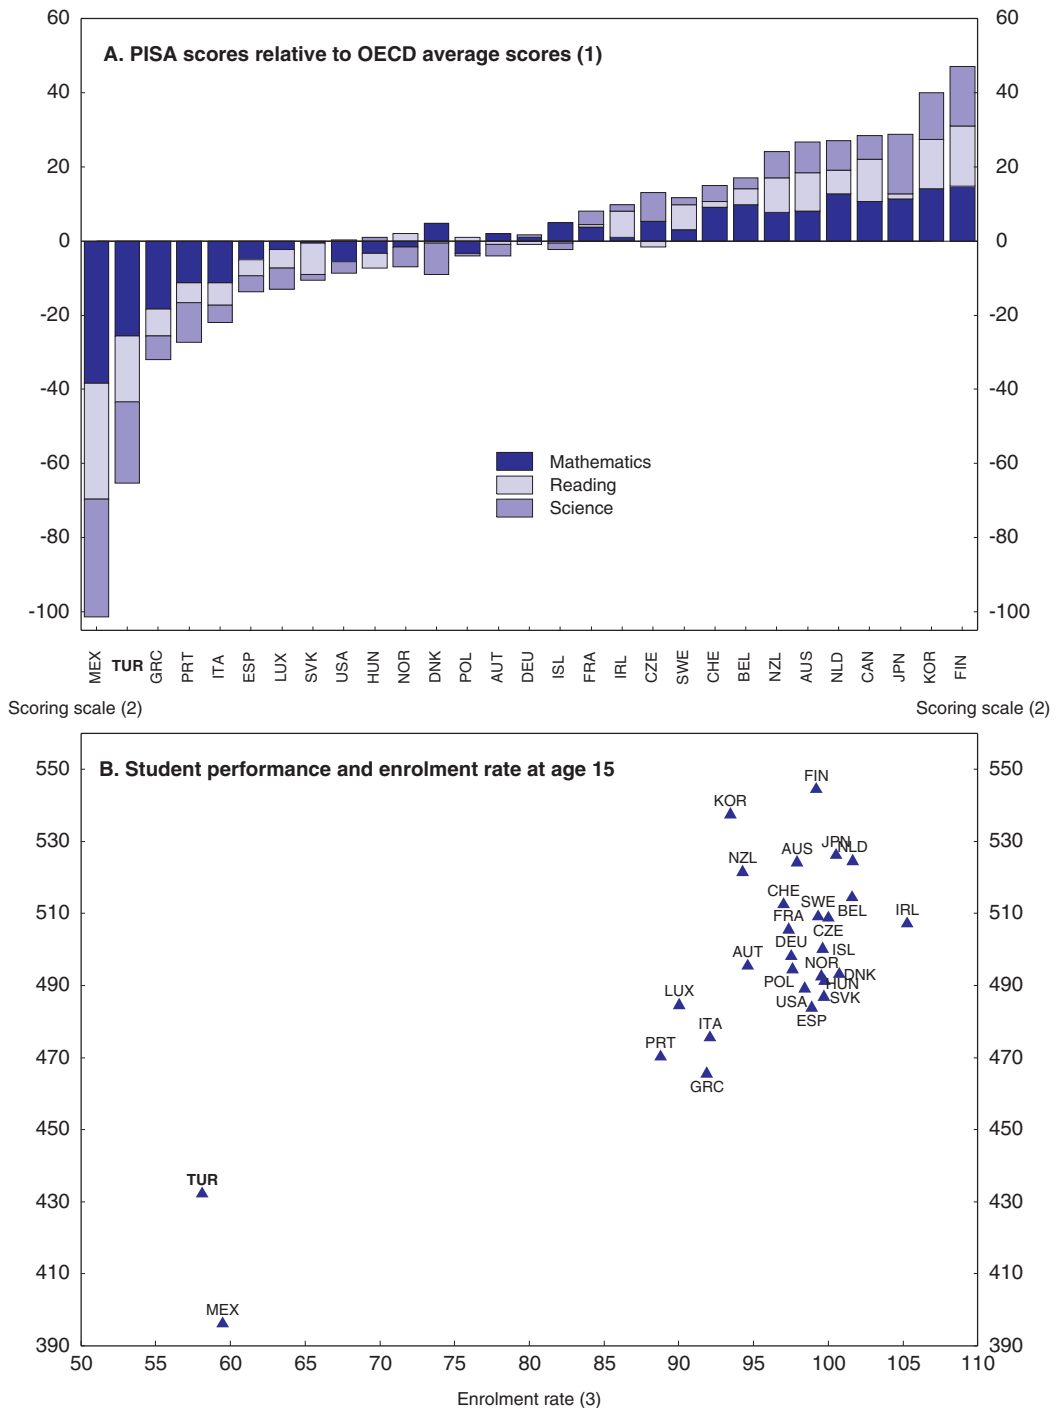 60 60
A. PISA scores relative to OECD average scores (1)
40 40
20 20
0 0
-20 -20
-40 -40
-60 -60
Mathematics
Reading
Science
-80 -80
-100 -100
MEX TUR GRC PRT ITA ESP LUX SVK USA HUN NOR DNK POL AUT DEU ISL FRA IRL CZE SWE CHE BEL NZL AUS NLD CAN JPN KOR FIN
Scoring scale (2) Scoring scale (2)
B. Student performance and enrolment rate at age 15
550 550
FIN
KOR
530 530
JPN NLD
AUS
NZL
CHE
SWE
510 510
BEL IRL
FRA
CZE
DEU
ISL
AUT
NOR
DNK
490 490
POL
HUN
LUX
SVK
USA
ESP
ITA
PRT
470 470
GRC
450 450
TUR
430 430
410 410
MEX
390 390
50 55 60 65 70 75 80 85 90 95 100 105 110
Enrolment rate (3)